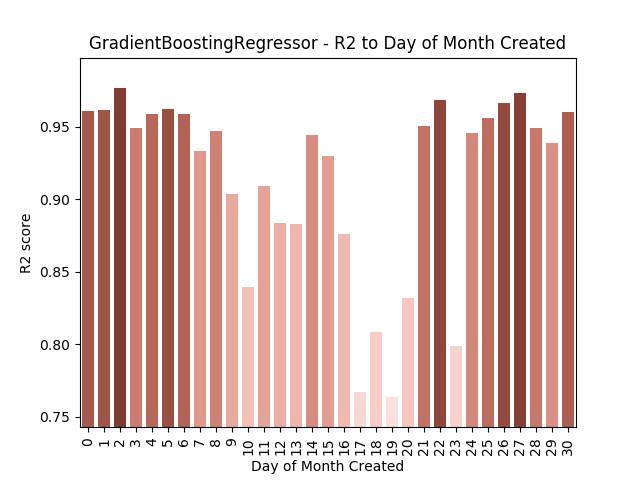 GradientBoostingRegressor - R2 to Day of Month Created
0.95
0.90
0.85
0.80
0.75
R2 score
0 1 2 3 4 5 6 7 8 9 10 11 12 13 14 15 16 17 18 19 20 21 22 23 24 25 26 27 28 29 30
Day of Month Created